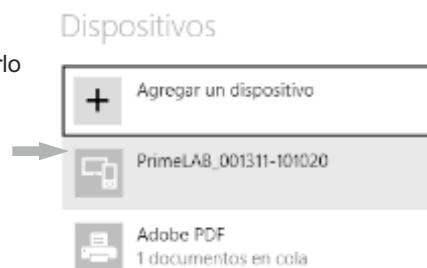 Dispositivos
rlo
Agregar un dispositivo
PrimeLAB_001311-101020
Adobe PDF
1 documentos en cola